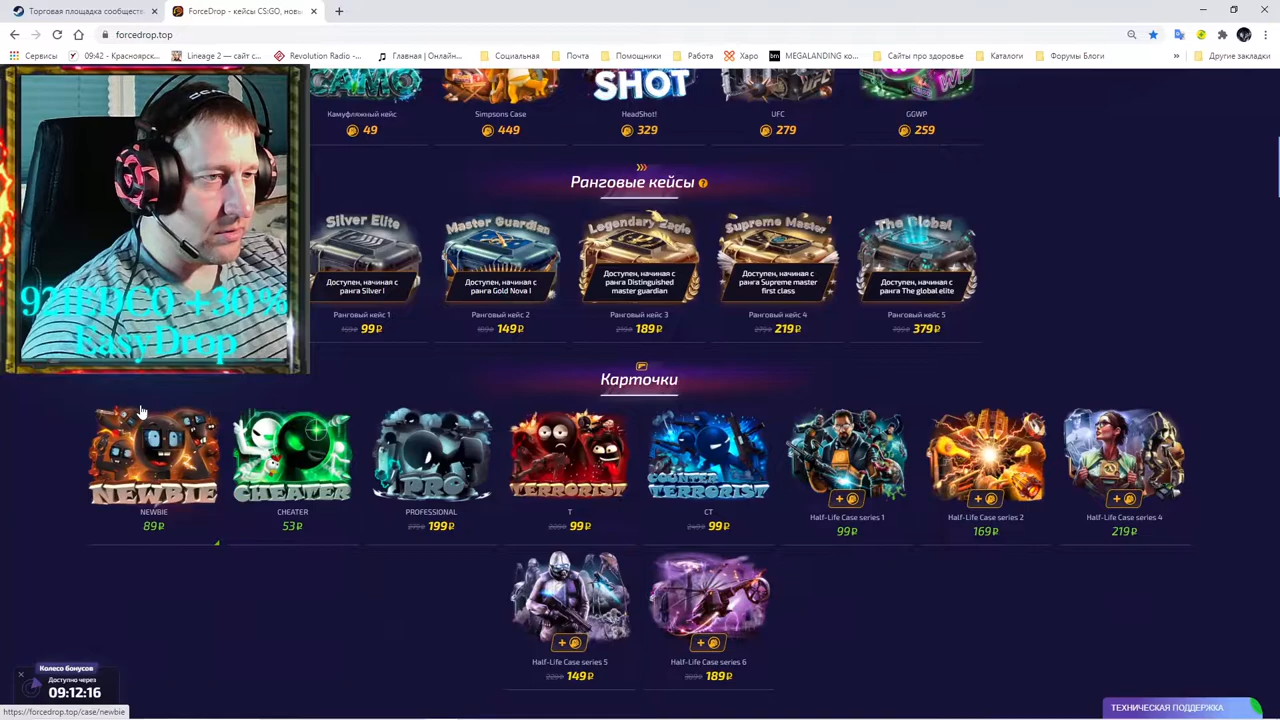 Торговая площадка сообществ
ForceDrop - кейсы CS:GO, новы
forcedrop.top
Сервисы
09:42 - Красноярск...
Lineage 2 — сайт с...
Revolution Radio -...
Главная | Онлайн...
Социальная
Почта
Помощники
Работа
Харо
MEGALANDING ко...
Сайты про здоровье
Каталоги
Форумы Блоги
»
Другие закладки
SHOT
Камуфляжный кейс
Simpsons Case
HeadShot!
UFC
GGWP
49
449
329
279
259
Ранговые кейсы ?
Silver Elite
Master Guardian
Legendary Eagle
Supreme Master
The Global
Доступен, начиная с ранга Silver I
Доступен, начиная с ранга Gold Nova I
Доступен, начиная с ранга Distinguished master guardian
Доступен, начиная с ранга Supreme master first class
Доступен, начиная с ранга The global elite
Ранговый кейс 1
Ранговый кейс 2
Ранговый кейс 3
Ранговый кейс 4
Ранговый кейс 5
99₽
149₽
189₽
219₽
379₽
+30%
EasyDrop
Карточки
NEWBIE
CHEATER
PRO
TERRORIST
COUNTER TERRORIST
NEWBIE
CHEATER
PROFESSIONAL
T
CT
Half-Life Case series 1
Half-Life Case series 2
Half-Life Case series 4
89₽
53₽
199₽
99₽
99₽
99₽
169₽
219₽
Half-Life Case series 5
Half-Life Case series 6
149₽
189₽
Колесо бонусов
Доступно через
09:12:16
https://forcedrop.top/case/newbie
ТЕХНИЧЕСКАЯ ПОДДЕРЖКА